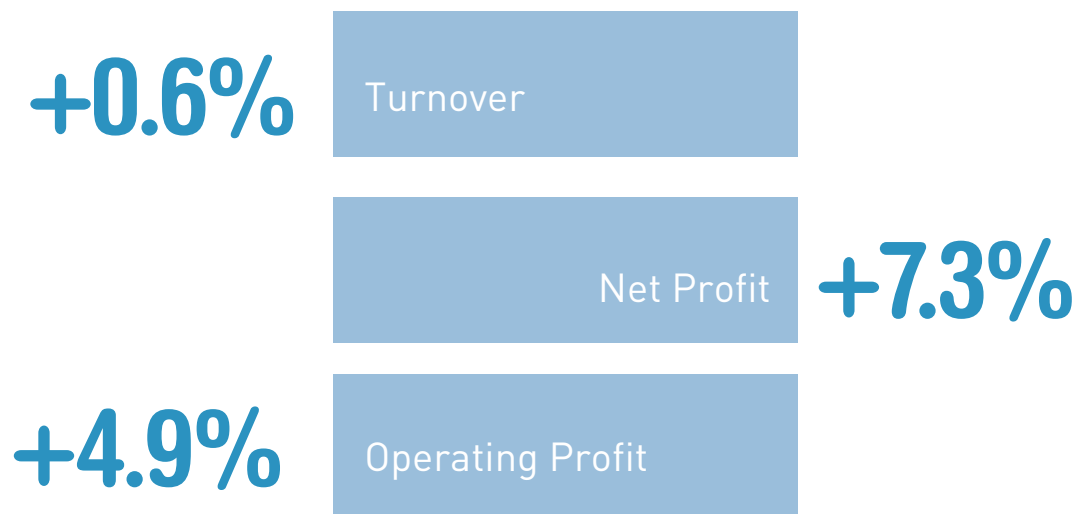 +0.6%
Turnover
Net Profit
+7.3%
+4.9%
Operating Profit